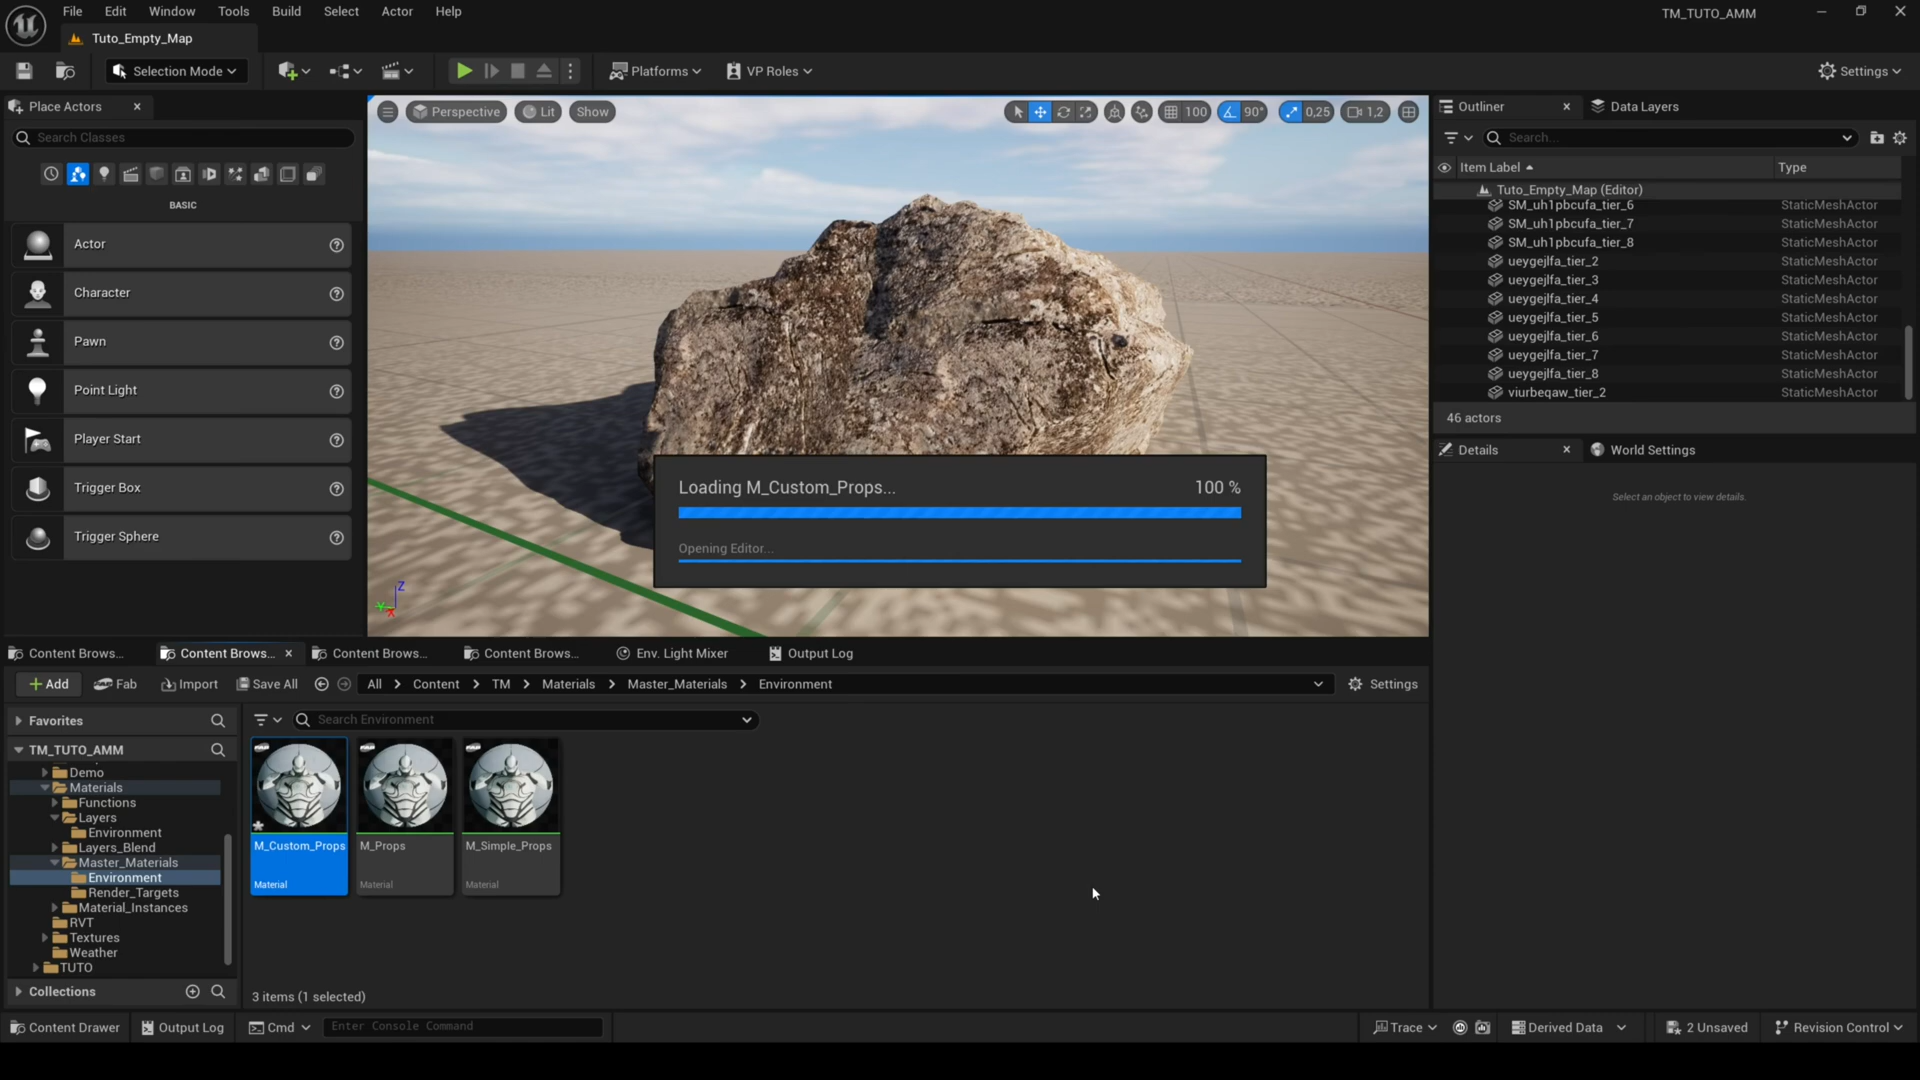 File Edit Window Tools Build Select Actor Help
TM_TUTO_AMM
Tuto_Empty_Map
Selection Mode
Platforms
VP Roles
Settings
Place Actors
Search Classes
BASIC
Actor
Character
Pawn
Point Light
Player Start
Trigger Box
Trigger Sphere
Perspective Lit Show
100 90° 0,25 1,2
Loading M_Custom_Props... 100 %
Opening Editor...
Z
Y X
Outliner Data Layers
Search...
Item Label Type
Tuto_Empty_Map (Editor)
SM_uh1pbcufa_tier_6 StaticMeshActor
SM_uh1pbcufa_tier_7 StaticMeshActor
SM_uh1pbcufa_tier_8 StaticMeshActor
ueygejlfa_tier_2 StaticMeshActor
ueygejlfa_tier_3 StaticMeshActor
ueygejlfa_tier_4 StaticMeshActor
ueygejlfa_tier_5 StaticMeshActor
ueygejlfa_tier_6 StaticMeshActor
ueygejlfa_tier_7 StaticMeshActor
ueygejlfa_tier_8 StaticMeshActor
viurbeqaw_tier_2 StaticMeshActor
46 actors
Details World Settings
Select an object to view details.
Content Brows... Content Brows... Content Brows... Content Brows... Env. Light Mixer Output Log
Add Fab Import Save All All > Content > TM > Materials > Master_Materials > Environment Settings
Favorites
TM_TUTO_AMM
Demo
Materials
Functions
Layers
Environment
Layers_Blend
Master_Materials
Environment
Render_Targets
Material_Instances
RVT
Textures
Weather
TUTO
Collections
Search Environment
M_Custom_Props M_Props M_Simple_Props
Material Material Material
3 items (1 selected)
Content Drawer Output Log Cmd Enter Console Command Trace Derived Data 2 Unsaved Revision Control